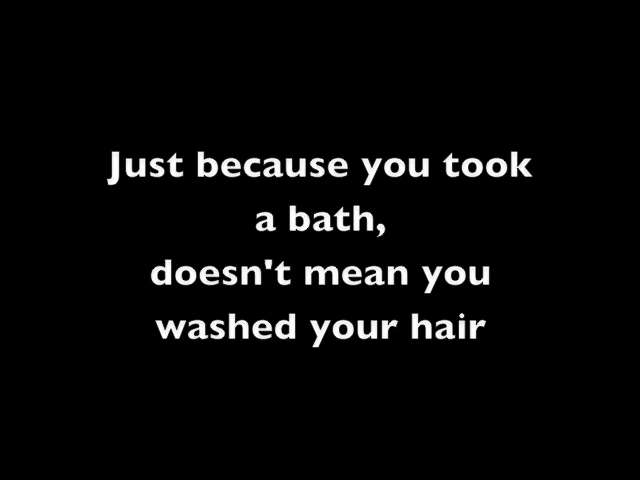 Just because you took
a bath,
doesn't mean you
washed your hair